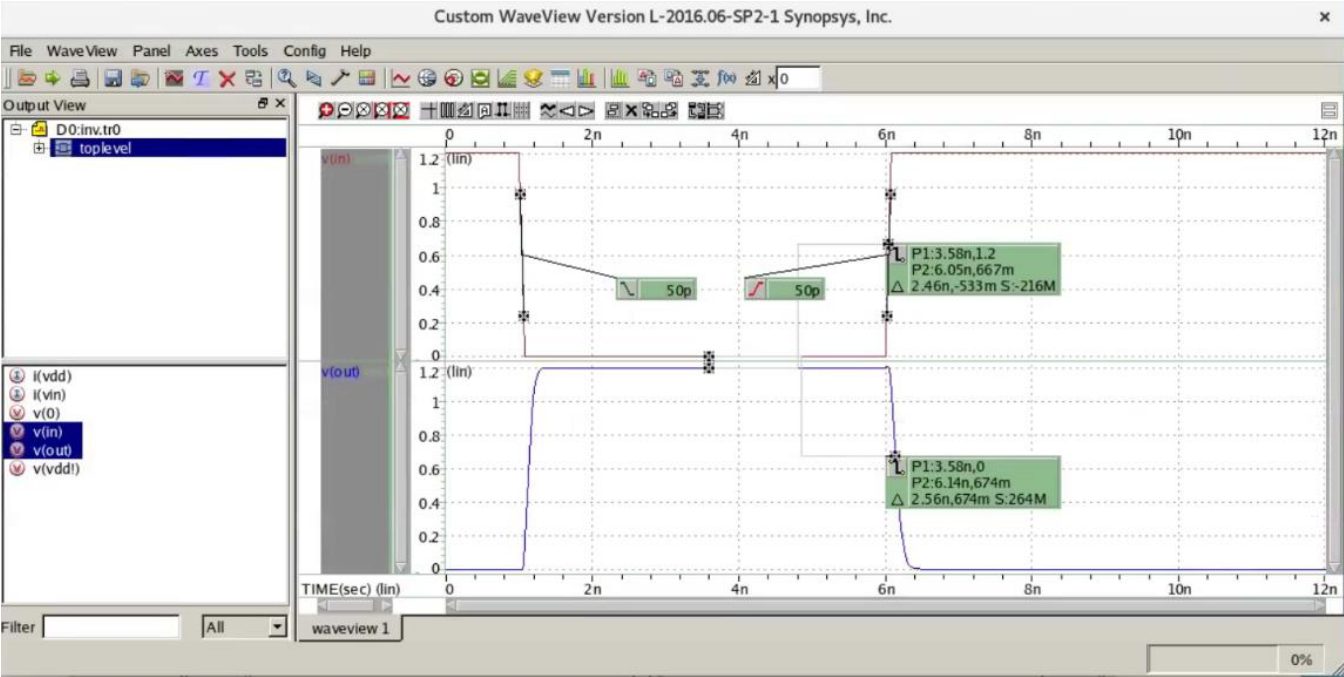 Custom WaveView Version L-2016.06-SP2-1 Synopsys, Inc.
File WaveView Panel Axes Tools Config Help
x 0
Output View
D0:inv.tr0
toplevel
i(vdd)
i(vin)
v(0)
v(in)
v(out)
v(vdd!)
Filter
All
0 2n 4n 6n 8n 10n 12n
v(in)
1.2 (lin)
1
0.8
0.6
0.4
0.2
0
50p
50p
P1:3.58n,1.2
P2:6.05n,667m
△ 2.46n,-533m S:-216M
v(out)
1.2 (lin)
1
0.8
0.6
0.4
0.2
0
P1:3.58n,0
P2:6.14n,674m
△ 2.56n,674m S:264M
TIME(sec) (lin)
0 2n 4n 6n 8n 10n 12n
waveview 1
0%